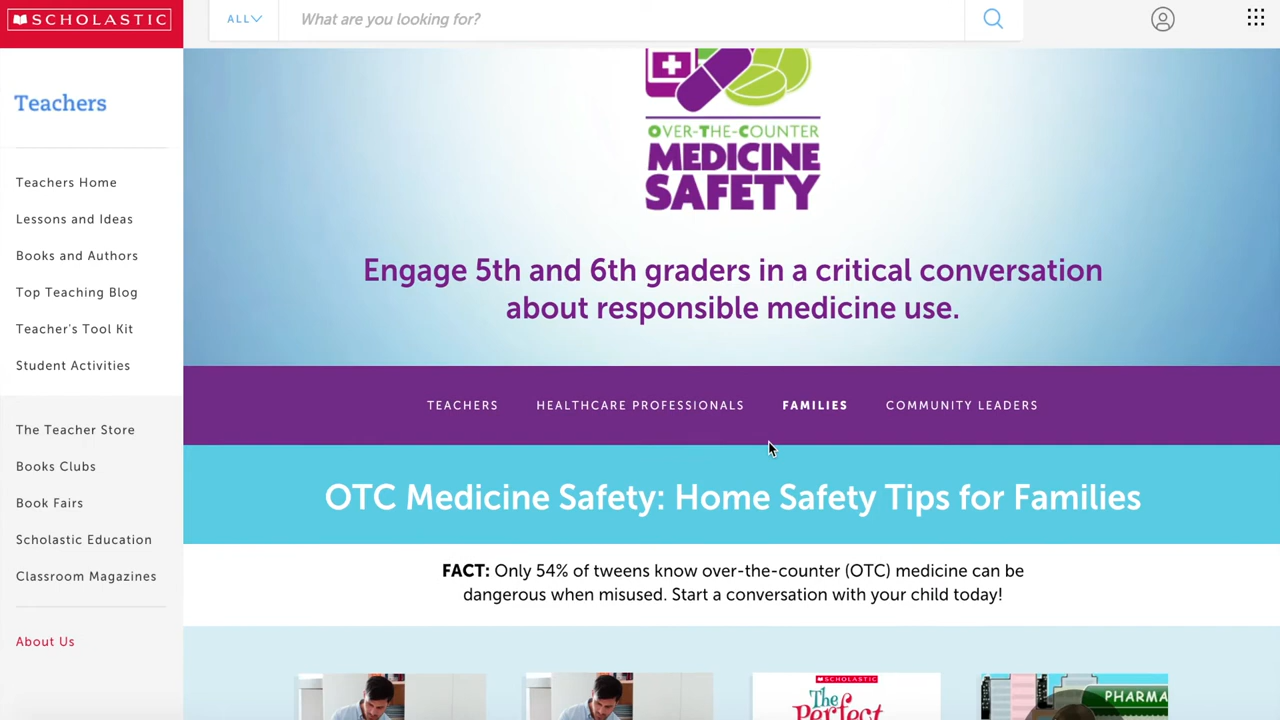 SCHOLASTIC
ALL
What are you looking for?
Teachers
Teachers Home
Lessons and Ideas
Books and Authors
Top Teaching Blog
Teacher's Tool Kit
Student Activities
The Teacher Store
Books Clubs
Book Fairs
Scholastic Education
Classroom Magazines
About Us
OVER-THE-COUNTER
MEDICINE
SAFETY
Engage 5th and 6th graders in a critical conversation
about responsible medicine use.
TEACHERS HEALTHCARE PROFESSIONALS FAMILIES COMMUNITY LEADERS
OTC Medicine Safety: Home Safety Tips for Families
FACT: Only 54% of tweens know over-the-counter (OTC) medicine can be
dangerous when misused. Start a conversation with your child today!
SCHOLASTIC
The
Perfect
PHARMA